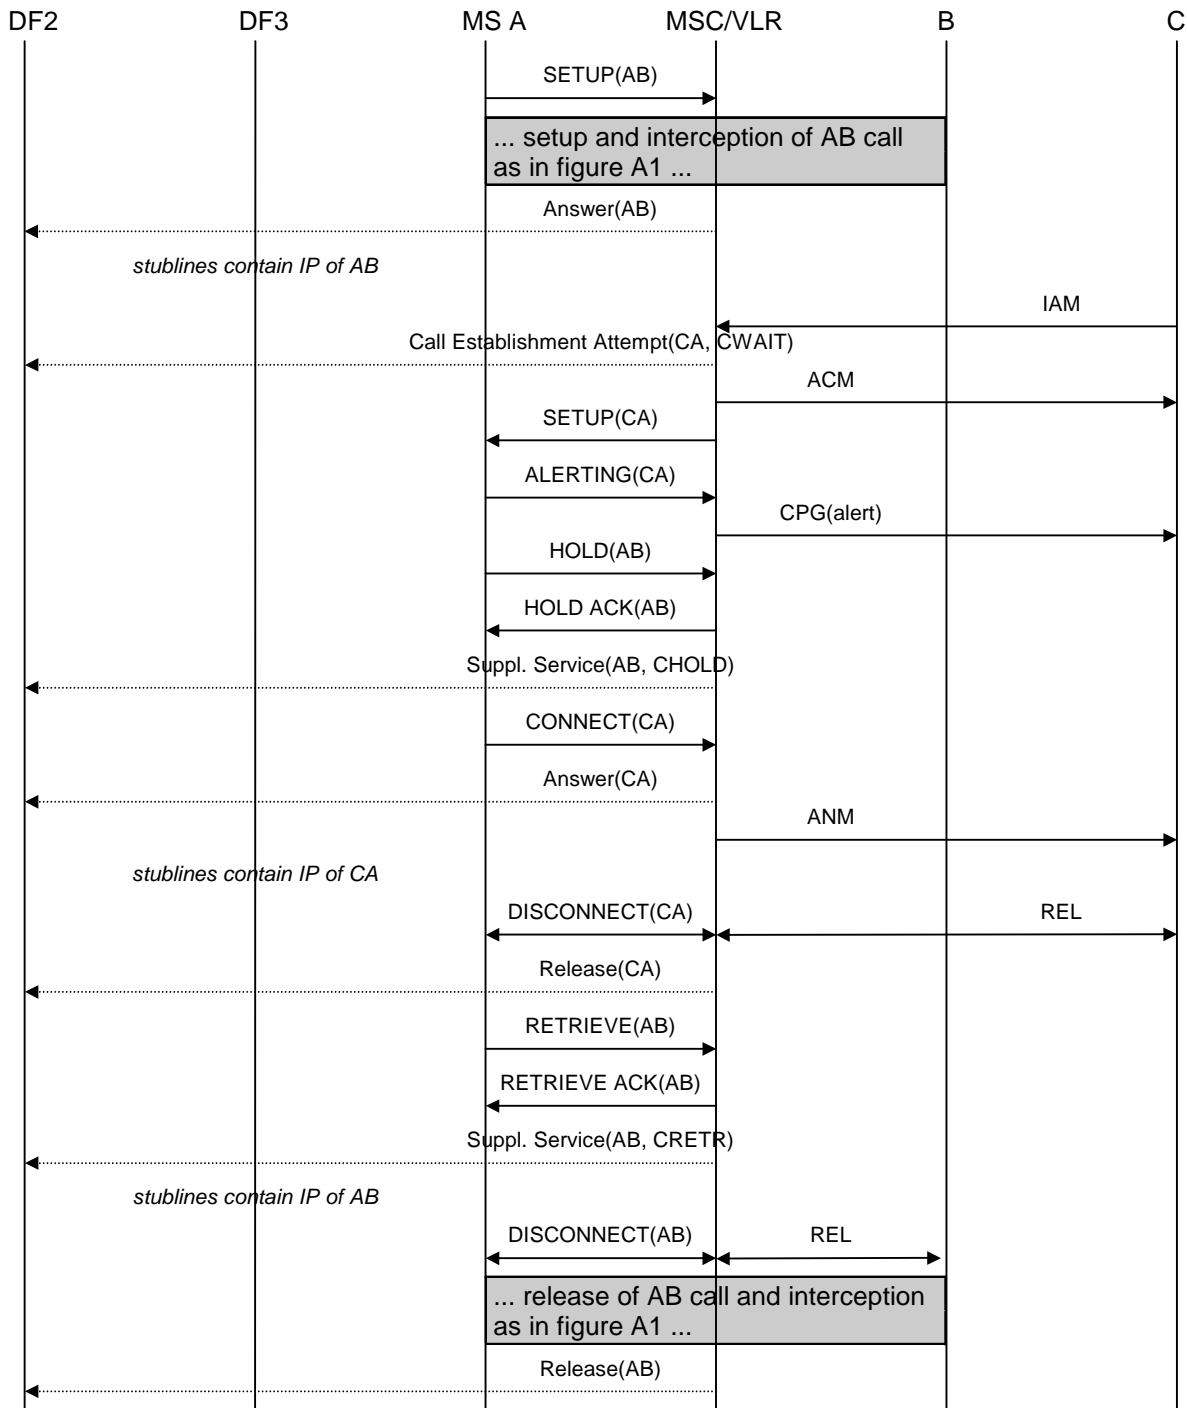 DF2 DF3 MS A MSC/VLR B C
SETUP(AB)
... setup and interception of AB call
as in figure A1 ...
Answer(AB)
stublines contain IP of AB
IAM
Call Establishment Attempt(CA, CWAIT)
ACM
SETUP(CA)
ALERTING(CA)
CPG(alert)
HOLD(AB)
HOLD ACK(AB)
Suppl. Service(AB, CHOLD)
CONNECT(CA)
Answer(CA)
ANM
stublines contain IP of CA
DISCONNECT(CA) REL
Release(CA)
RETRIEVE(AB)
RETRIEVE ACK(AB)
Suppl. Service(AB, CRETR)
stublines contain IP of AB
DISCONNECT(AB) REL
... release of AB call and interception
as in figure A1 ...
Release(AB)